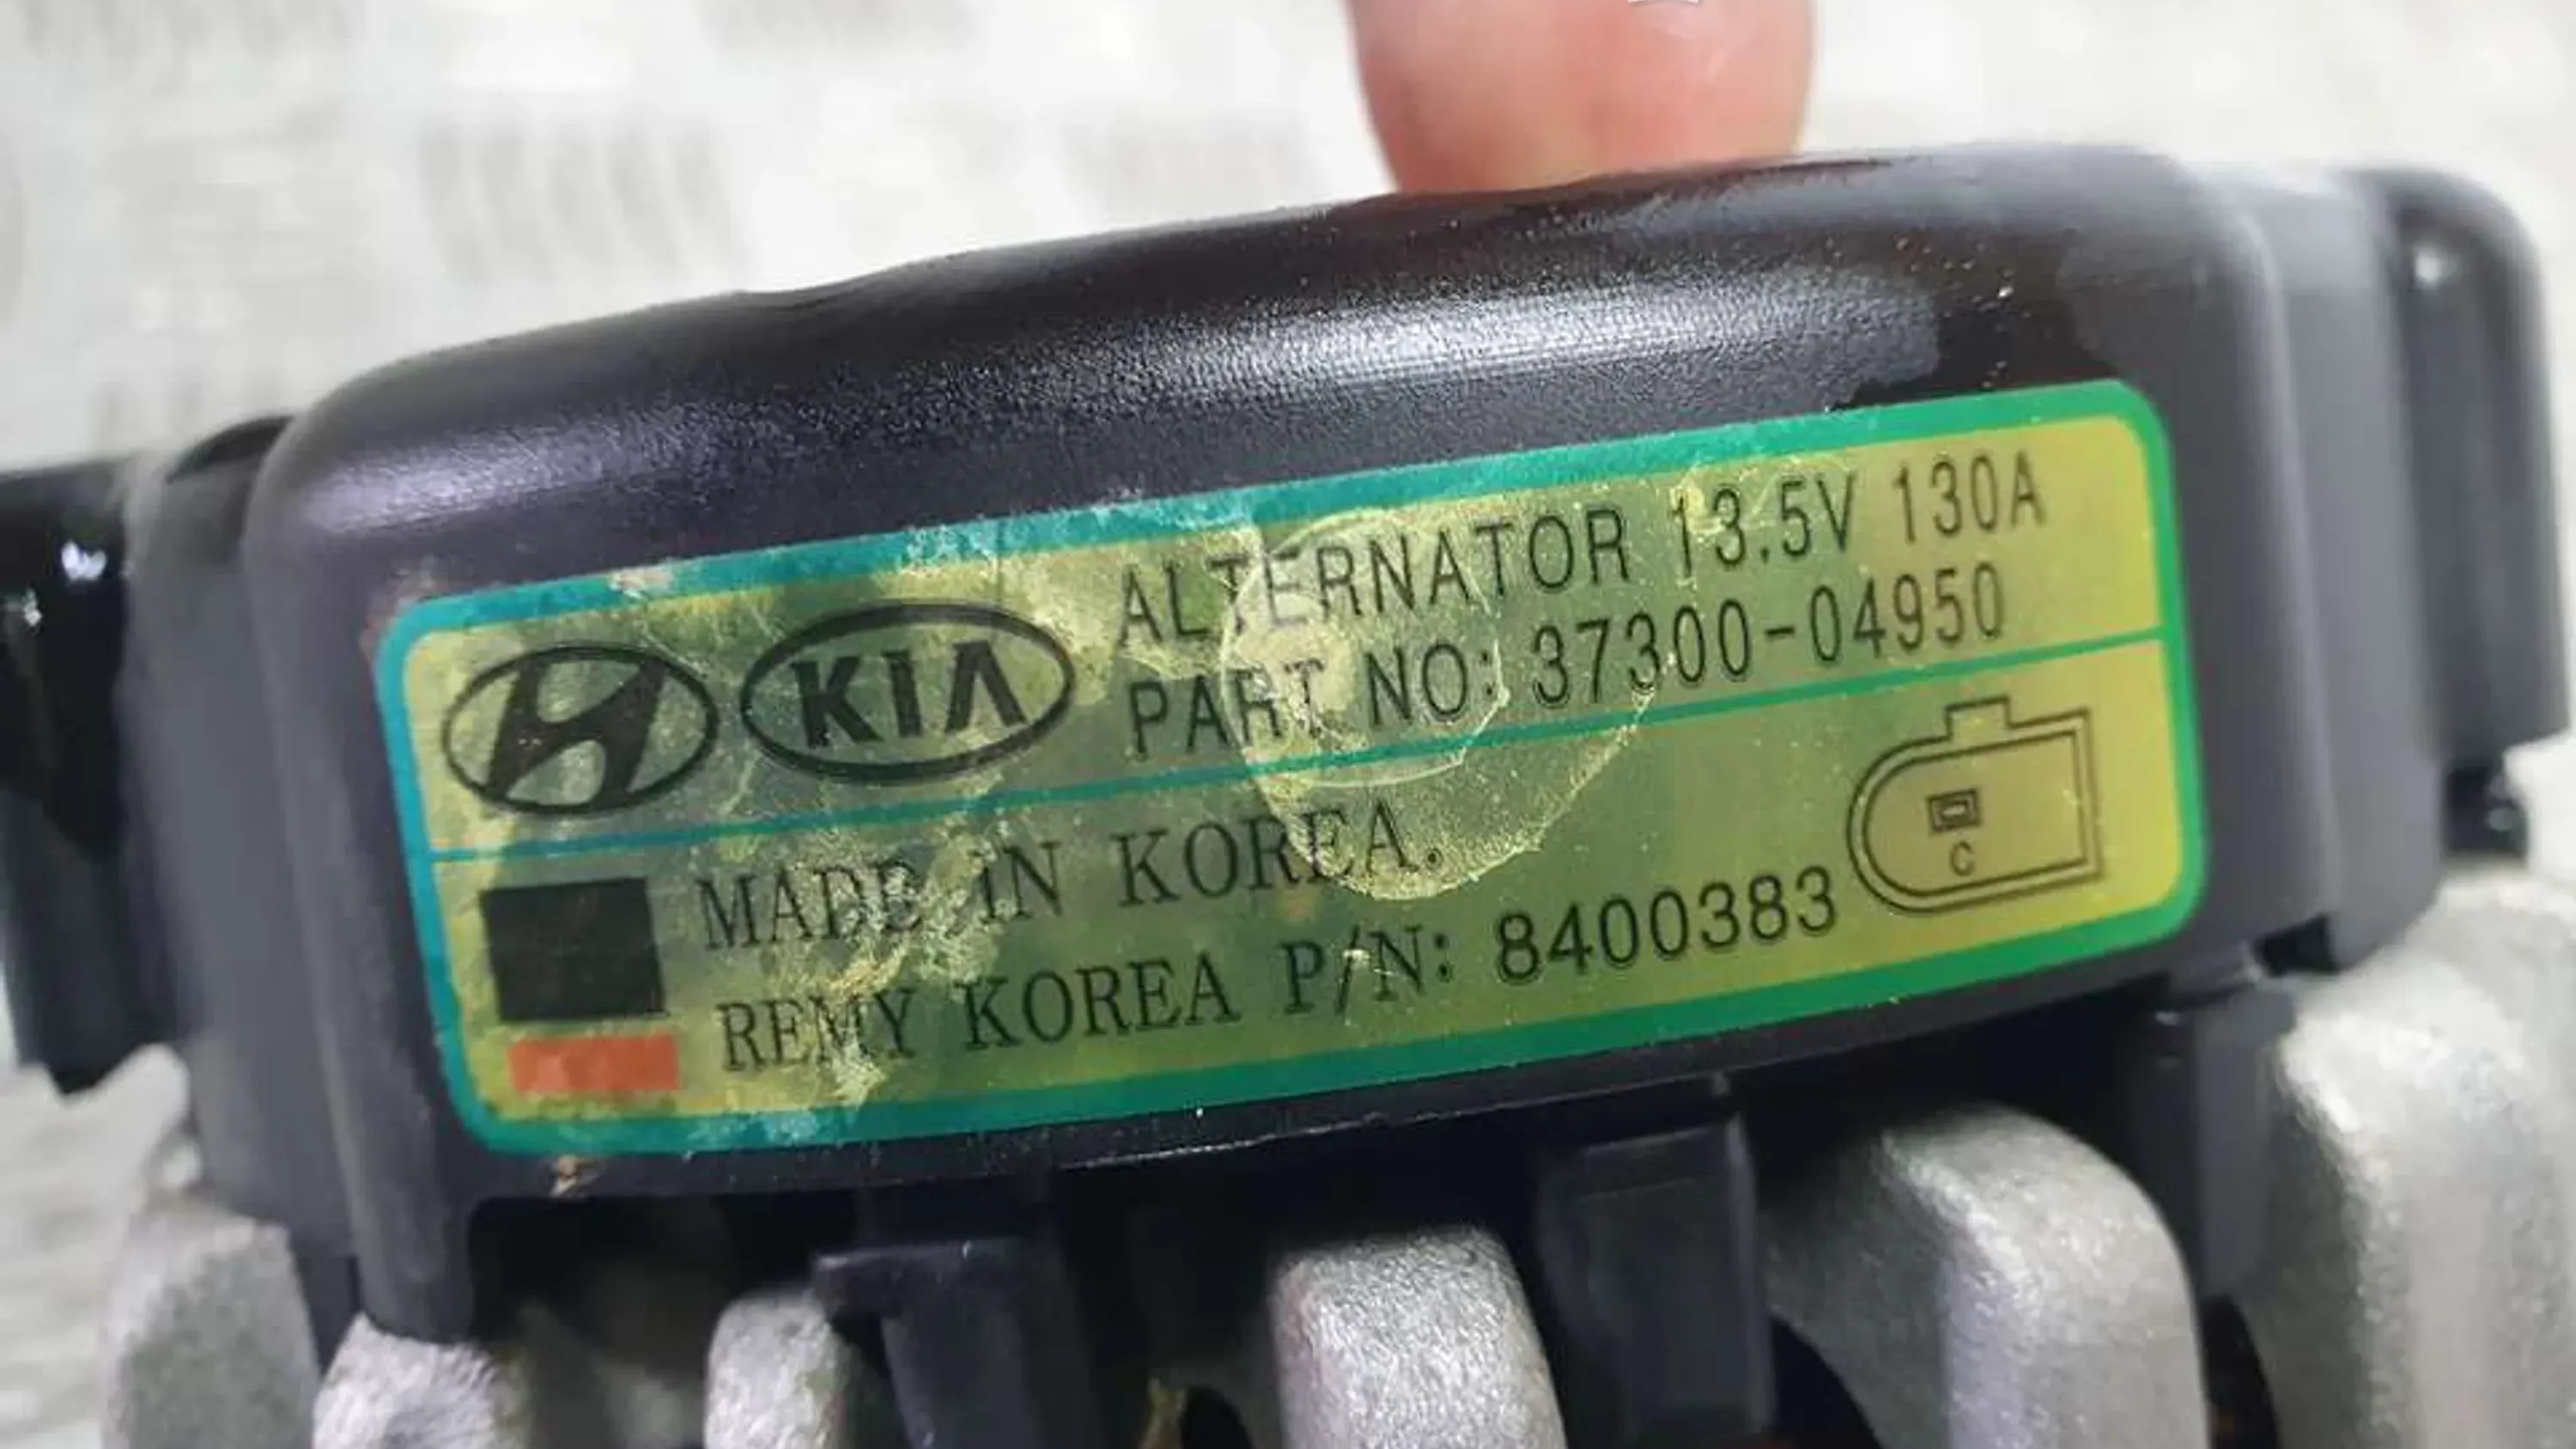 KIA
ALTERNATOR 13.5V 130A
PART NO: 37300-04950
MADE IN KOREA.
REMY KOREA P/N: 8400383
C